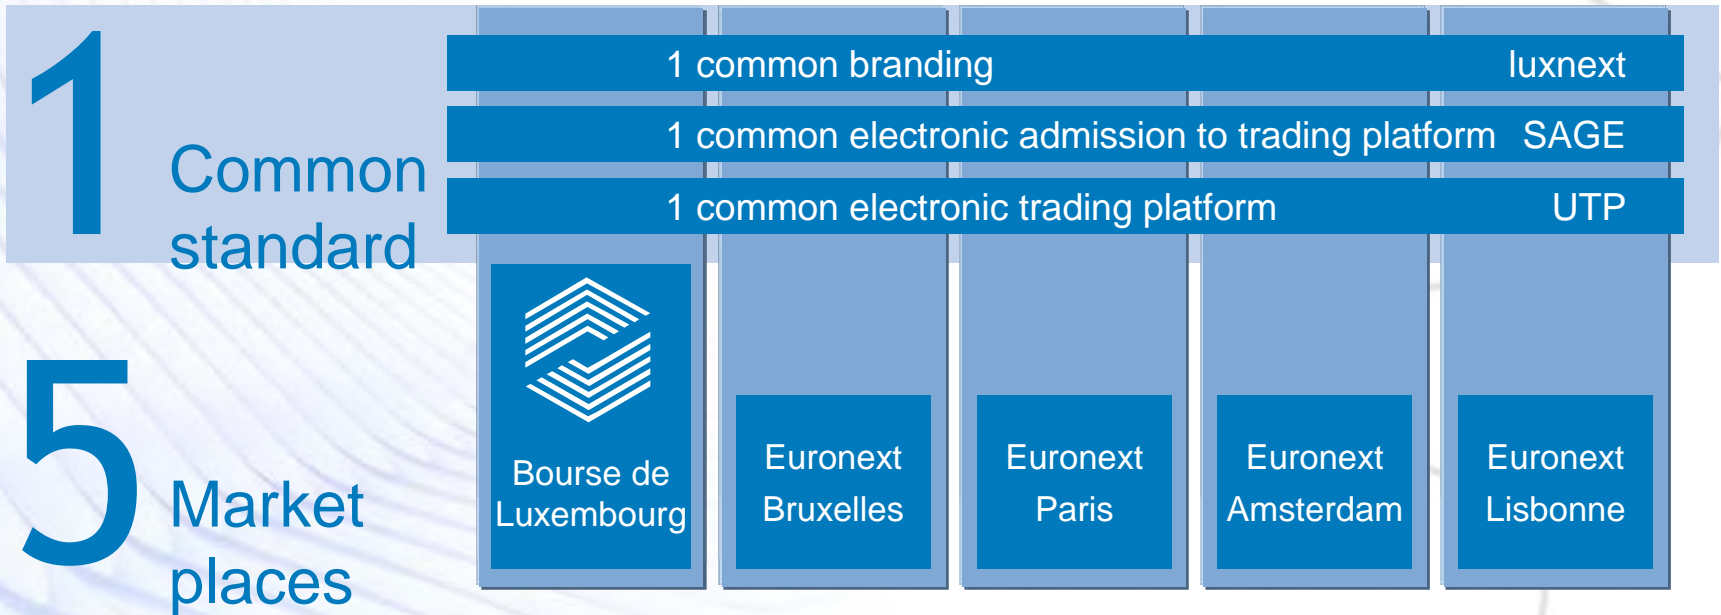 1
Common
standard
1 common branding luxnext
1 common electronic admission to trading platform SAGE
1 common electronic trading platform UTP
5
Market
places
Bourse de
Luxembourg
Euronext
Bruxelles
Euronext
Paris
Euronext
Amsterdam
Euronext
Lisbonne